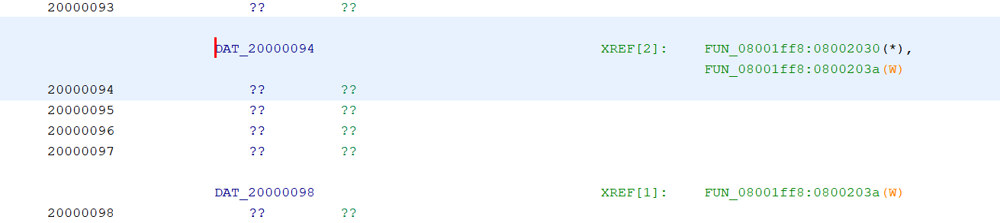 20000093 ?? ??
DAT_20000094 XREF[2]: FUN_08001ff8:08002030(*),
FUN_08001ff8:0800203a(W)
20000094 ?? ??
20000095 ?? ??
20000096 ?? ??
20000097 ?? ??
DAT_20000098 XREF[1]: FUN_08001ff8:0800203a(W)
20000098 ?? ??